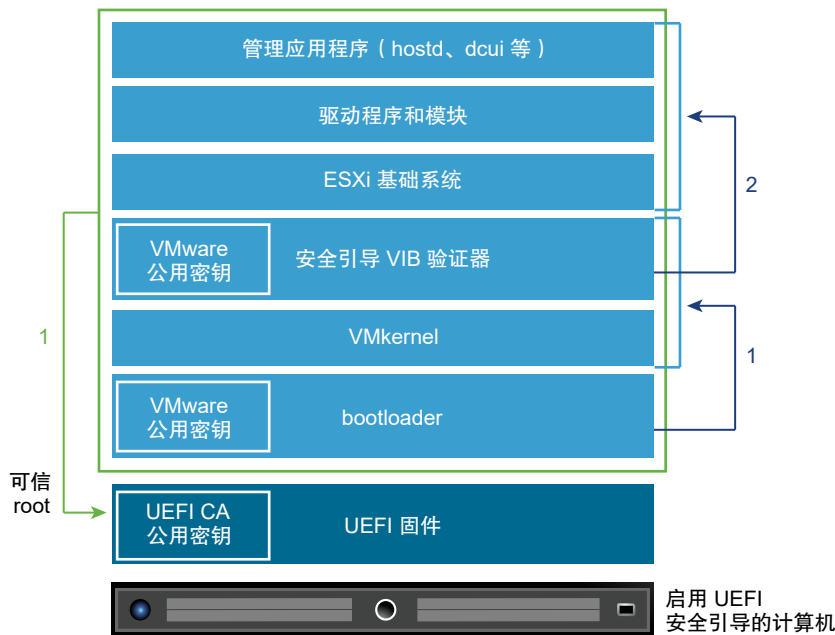 管理应用程序（hostd、dcui 等）
驱动程序和模块
ESXi 基础系统
2
VMware
公用密钥
安全引导 VIB 验证器
1
VMkernel
1
VMware
公用密钥
bootloader
可信
root
UEFI CA
公用密钥
UEFI 固件
启用 UEFI
安全引导的计算机